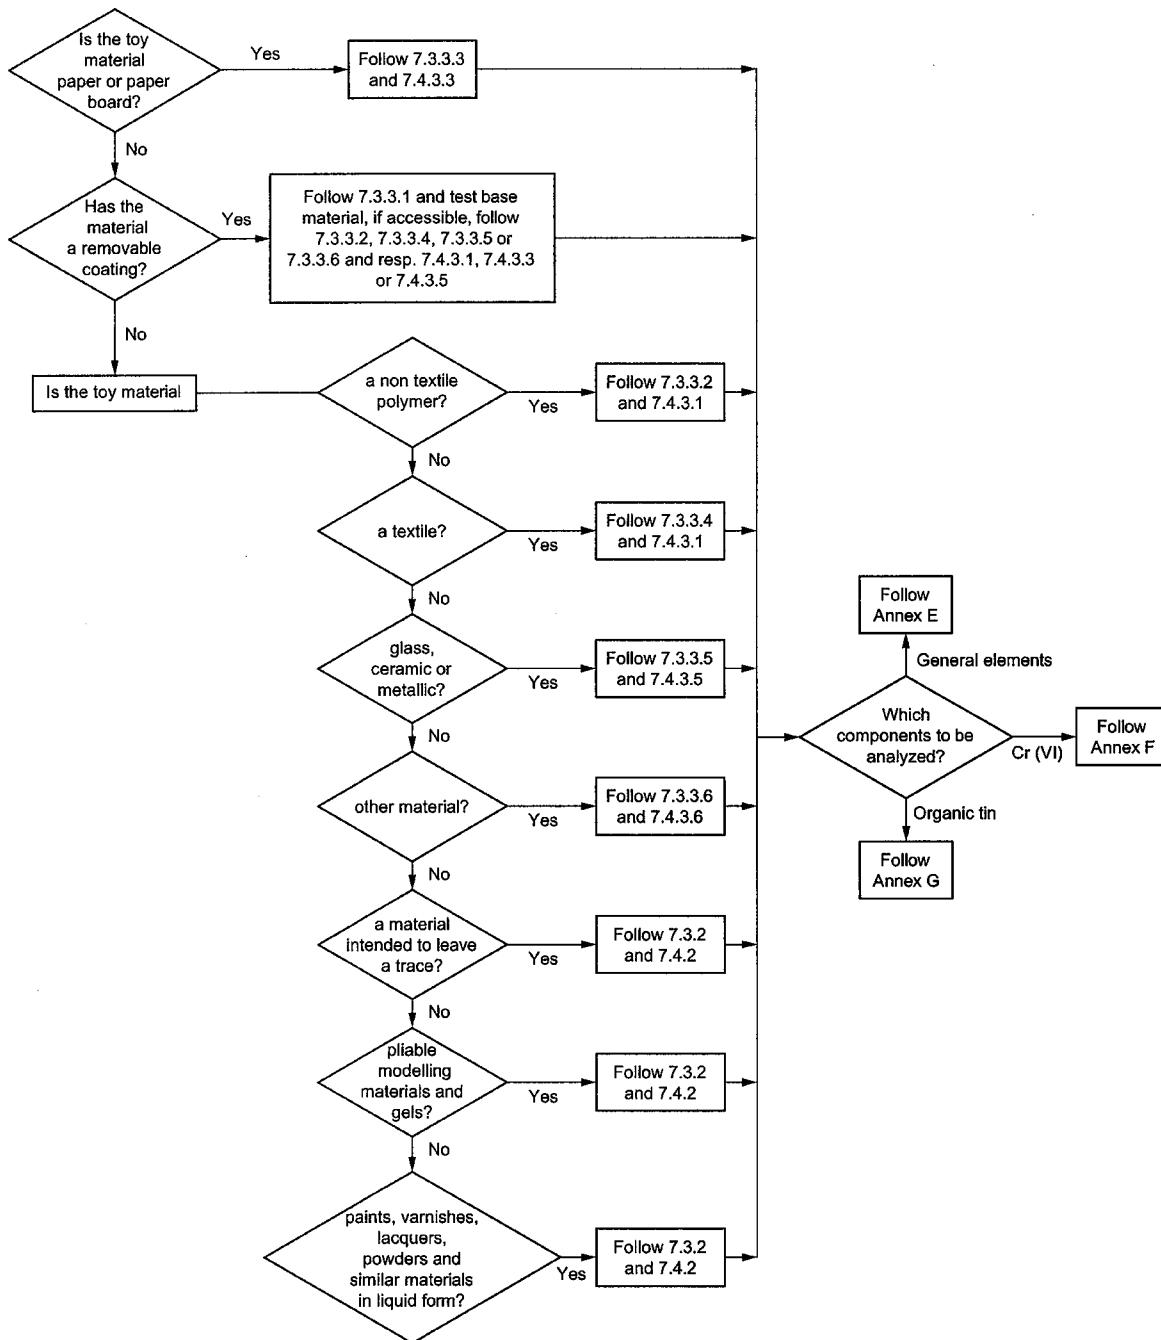 Is the toy
material
paper or paper
board?
Yes
Follow 7.3.3.3
and 7.4.3.3
No
Has the
material
a removable
coating?
Yes
Follow 7.3.3.1 and test base
material, if accessible, follow
7.3.3.2, 7.3.3.4, 7.3.3.5 or
7.3.3.6 and resp. 7.4.3.1, 7.4.3.3
or 7.4.3.5
No
Is the toy material
a non textile
polymer?
Yes
Follow 7.3.3.2
and 7.4.3.1
No
a textile?
Yes
Follow 7.3.3.4
and 7.4.3.1
No
glass,
ceramic or
metallic?
Yes
Follow 7.3.3.5
and 7.4.3.5
No
other material?
Yes
Follow 7.3.3.6
and 7.4.3.6
No
a material
intended to leave
a trace?
Yes
Follow 7.3.2
and 7.4.2
No
pliable
modelling
materials and
gels?
Yes
Follow 7.3.2
and 7.4.2
No
paints, varnishes,
lacquers,
powders and
similar materials
in liquid form?
Yes
Follow 7.3.2
and 7.4.2
Follow
Annex E
General elements
Which
components to be
analyzed?
Cr (VI)
Follow
Annex F
Organic tin
Follow
Annex G